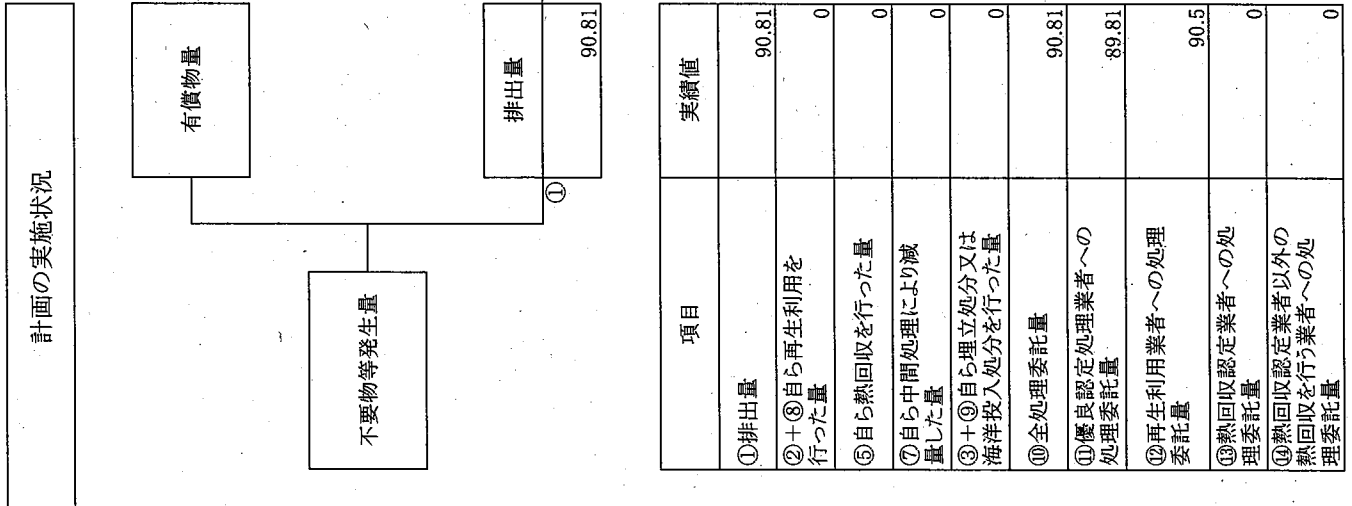 計画の実施状況
有償物量
不要物等発生量
排出量
①
90.81
項目
実績値
①排出量
90.81
②+⑧自ら再生利用を
行った量
0
⑤自ら熱回収を行った量
0
⑦自ら中間処理により減
量した量
0
③+⑨自ら埋立処分又は
海洋投入処分を行った量
0
⑩全処理委託量
90.81
⑪優良認定処理業者への
処理委託量
89.81
⑫再生利用業者への処理
委託量
90.5
⑬熱回収認定業者への処
理委託量
0
⑭熱回収認定業者以外の
熱回収を行う業者への処
理委託量
0